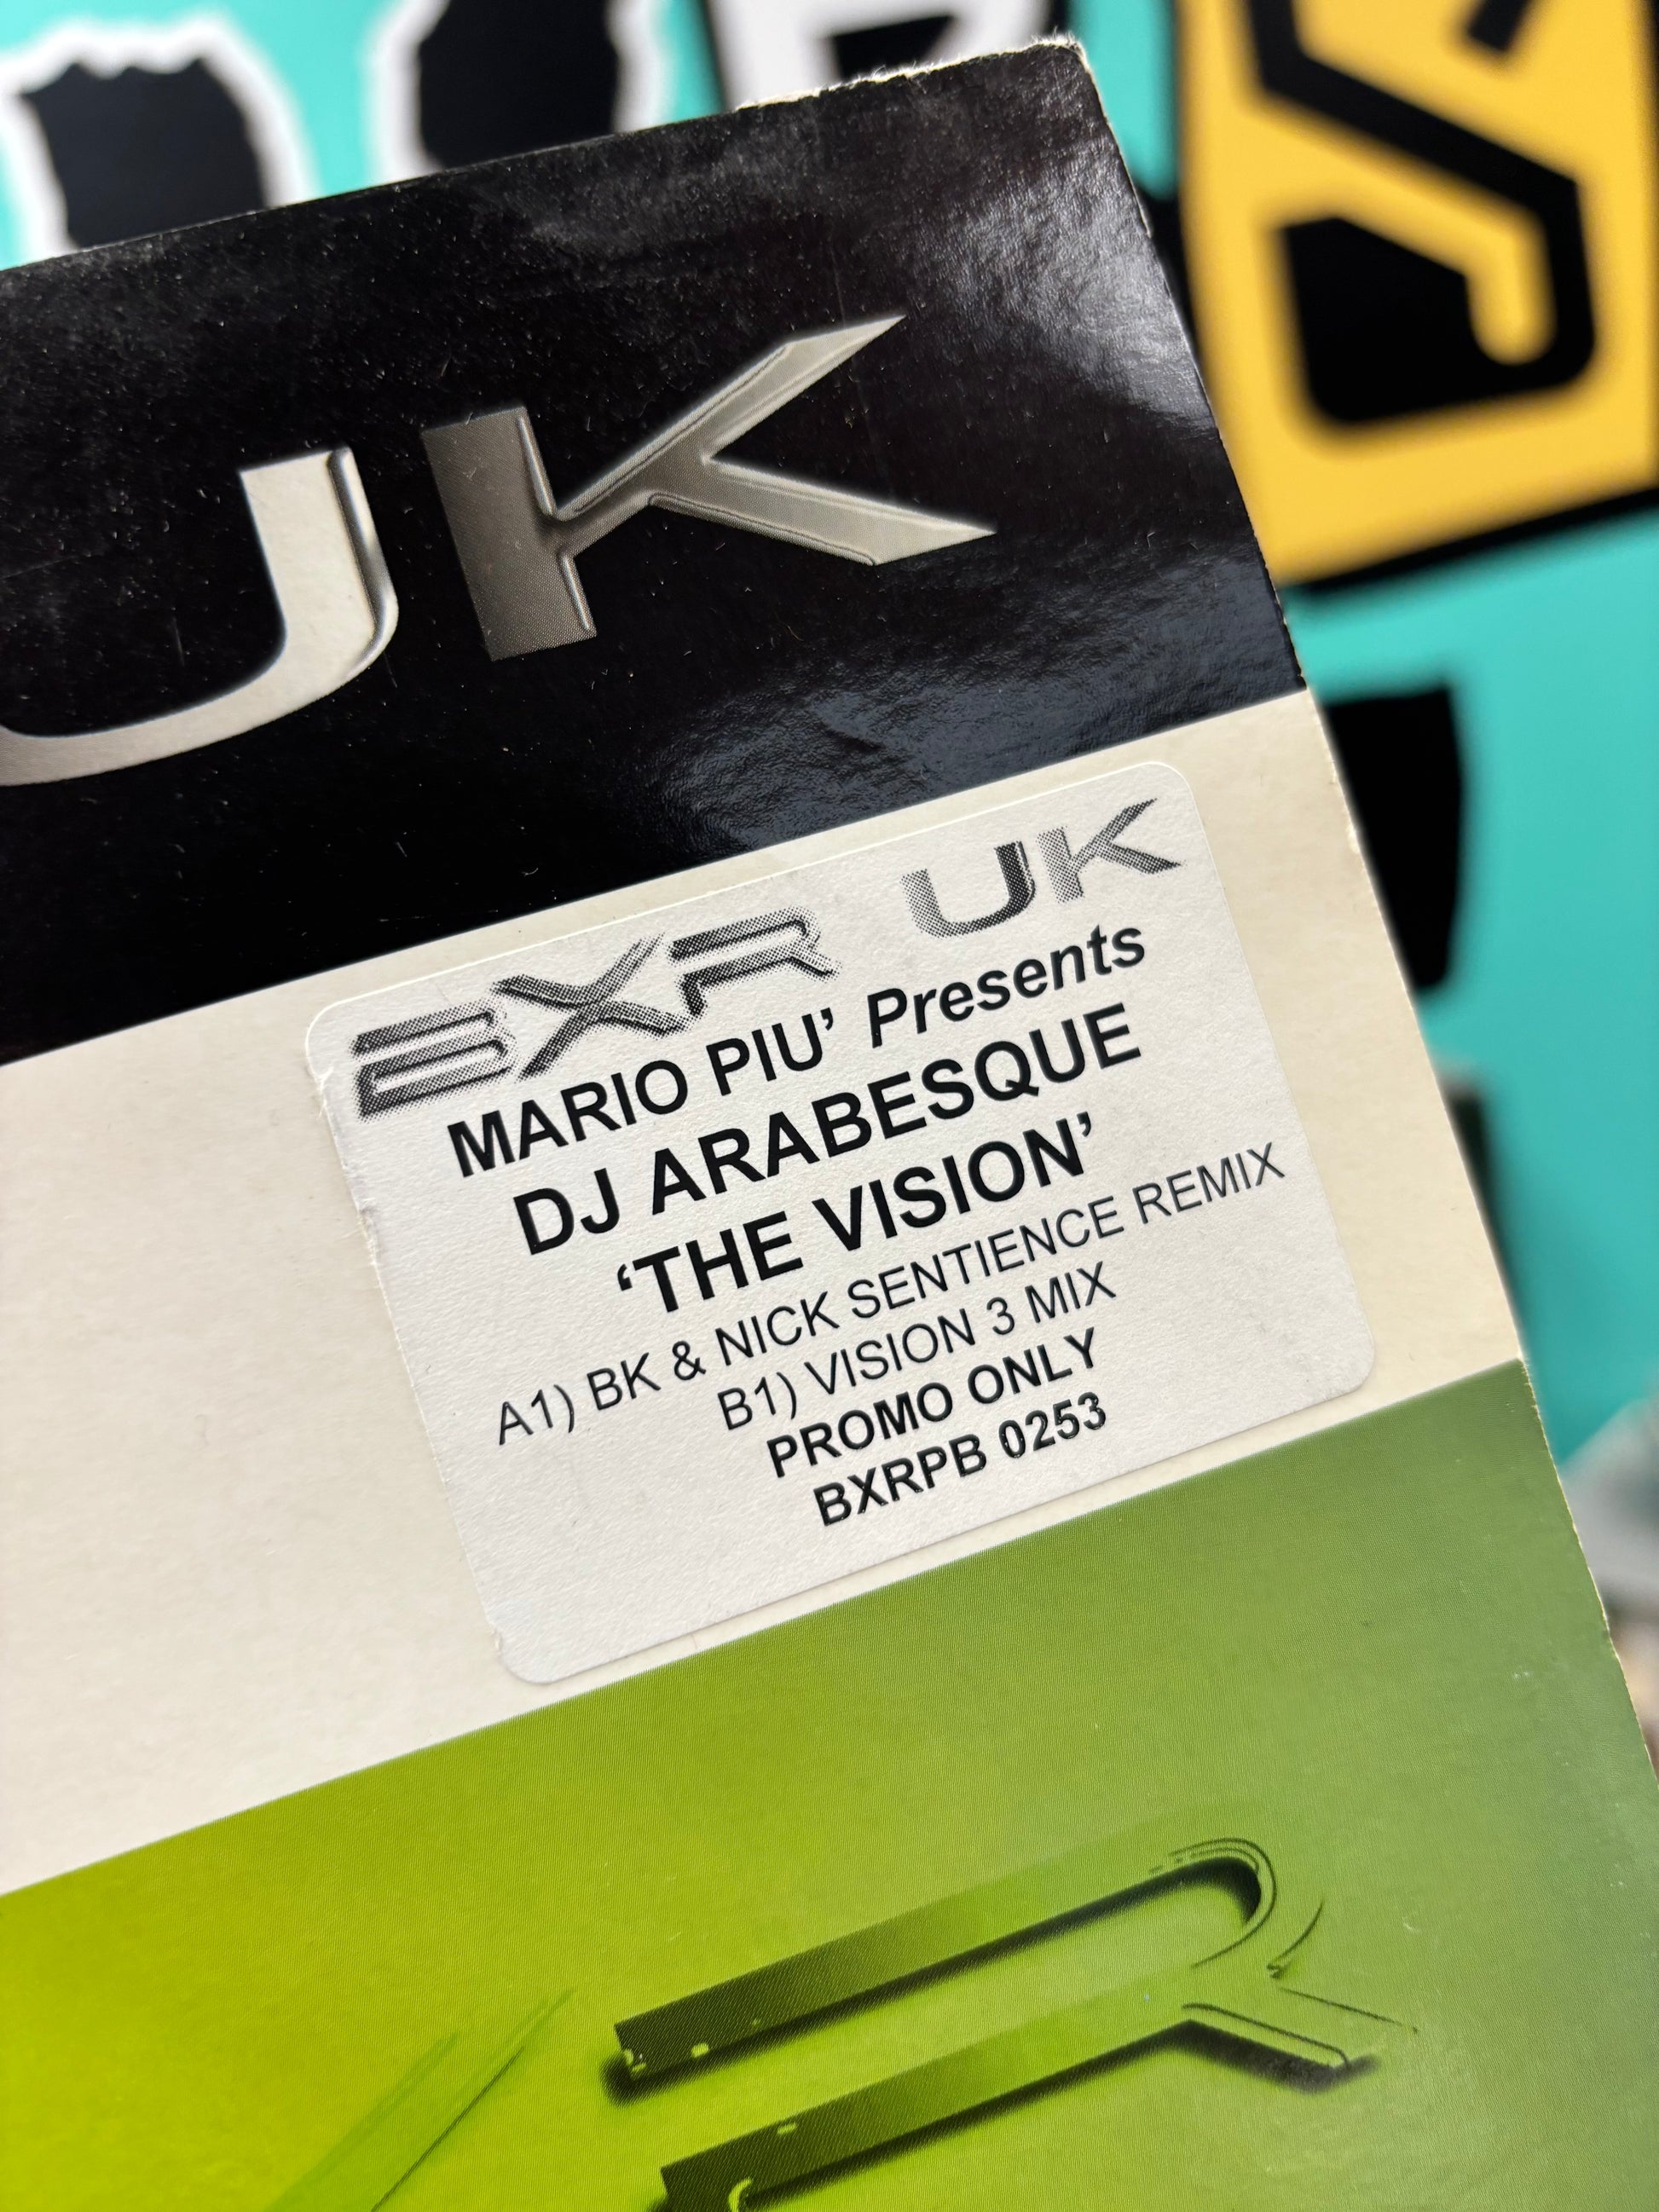 UK
BXR UK
MARIO PIU’ Presents
DJ ARABESQUE
‘THE VISION’
A1) BK & NICK SENTIENCE REMIX
B1) VISION 3 MIX
PROMO ONLY
BXRPB 0253
R